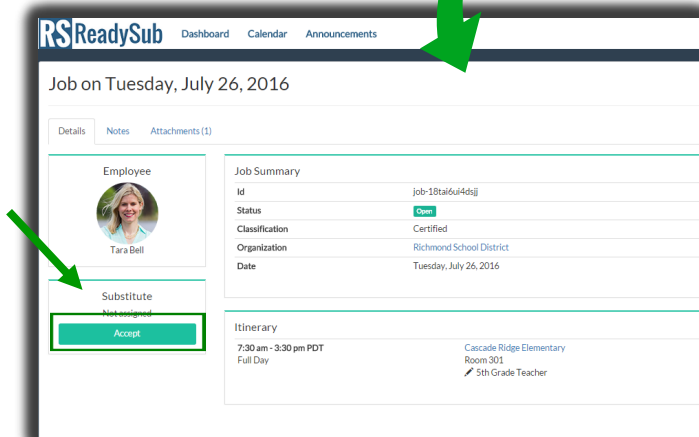 RS ReadySub Dashboard Calendar Announcements
Job on Tuesday, July 26, 2016
Details Notes Attachments (1)
Employee
Tara Bell
Substitute
Not assigned
Accept
Job Summary
Id job-18tai6ui4dsjj
Status Open
Classification Certified
Organization Richmond School District
Date Tuesday, July 26, 2016
Itinerary
7:30 am - 3:30 pm PDT Cascade Ridge Elementary
Full Day Room 301
5th Grade Teacher